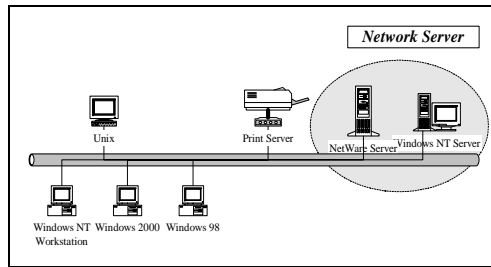 Network Server
Unix
Print Server
NetWare Server
Windows NT Server
Windows NT
Workstation
Windows 2000
Windows 98